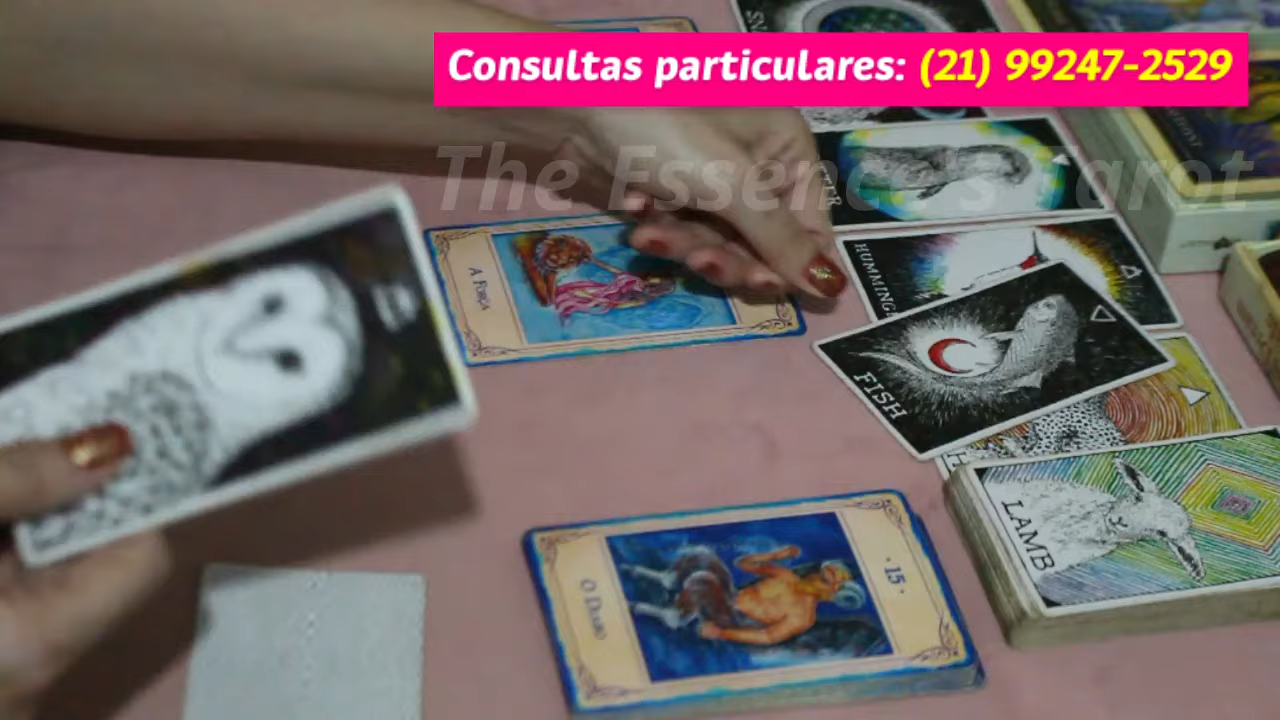 Consultas particulares: (21) 99247-2529
The Essence's Tarot
A FORÇA
HUMMING
FISH
LAMB
· 15 ·
O DIABO